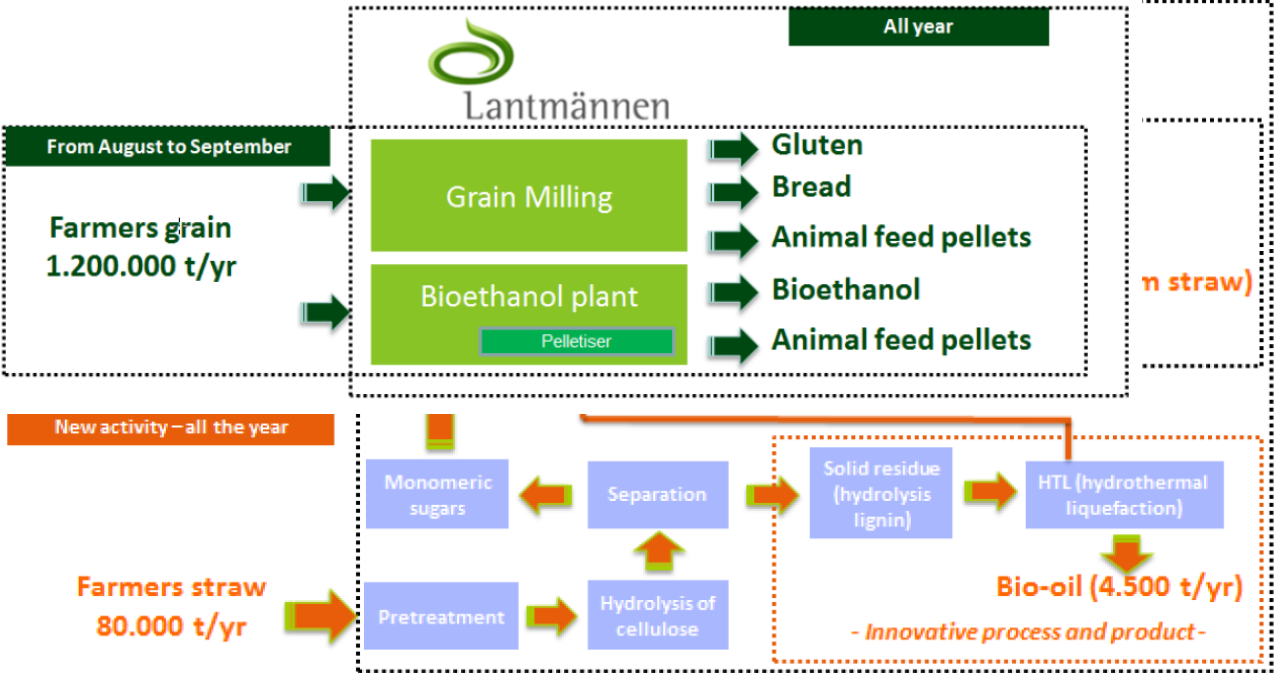 All year
Lantmännen
From August to September
Farmers grain
1.200.000 t/yr
Grain Milling
Bioethanol plant
Pelletiser
Gluten
Bread
Animal feed pellets
Bioethanol
Animal feed pellets
m straw)
New activity – all the year
Monomeric
sugars
Separation
Solid residue
(hydrolysis
lignin)
HTL (hydrothermal
liquefaction)
Farmers straw
80.000 t/yr
Pretreatment
Hydrolysis of
cellulose
Bio-oil (4.500 t/yr)
- Innovative process and product -